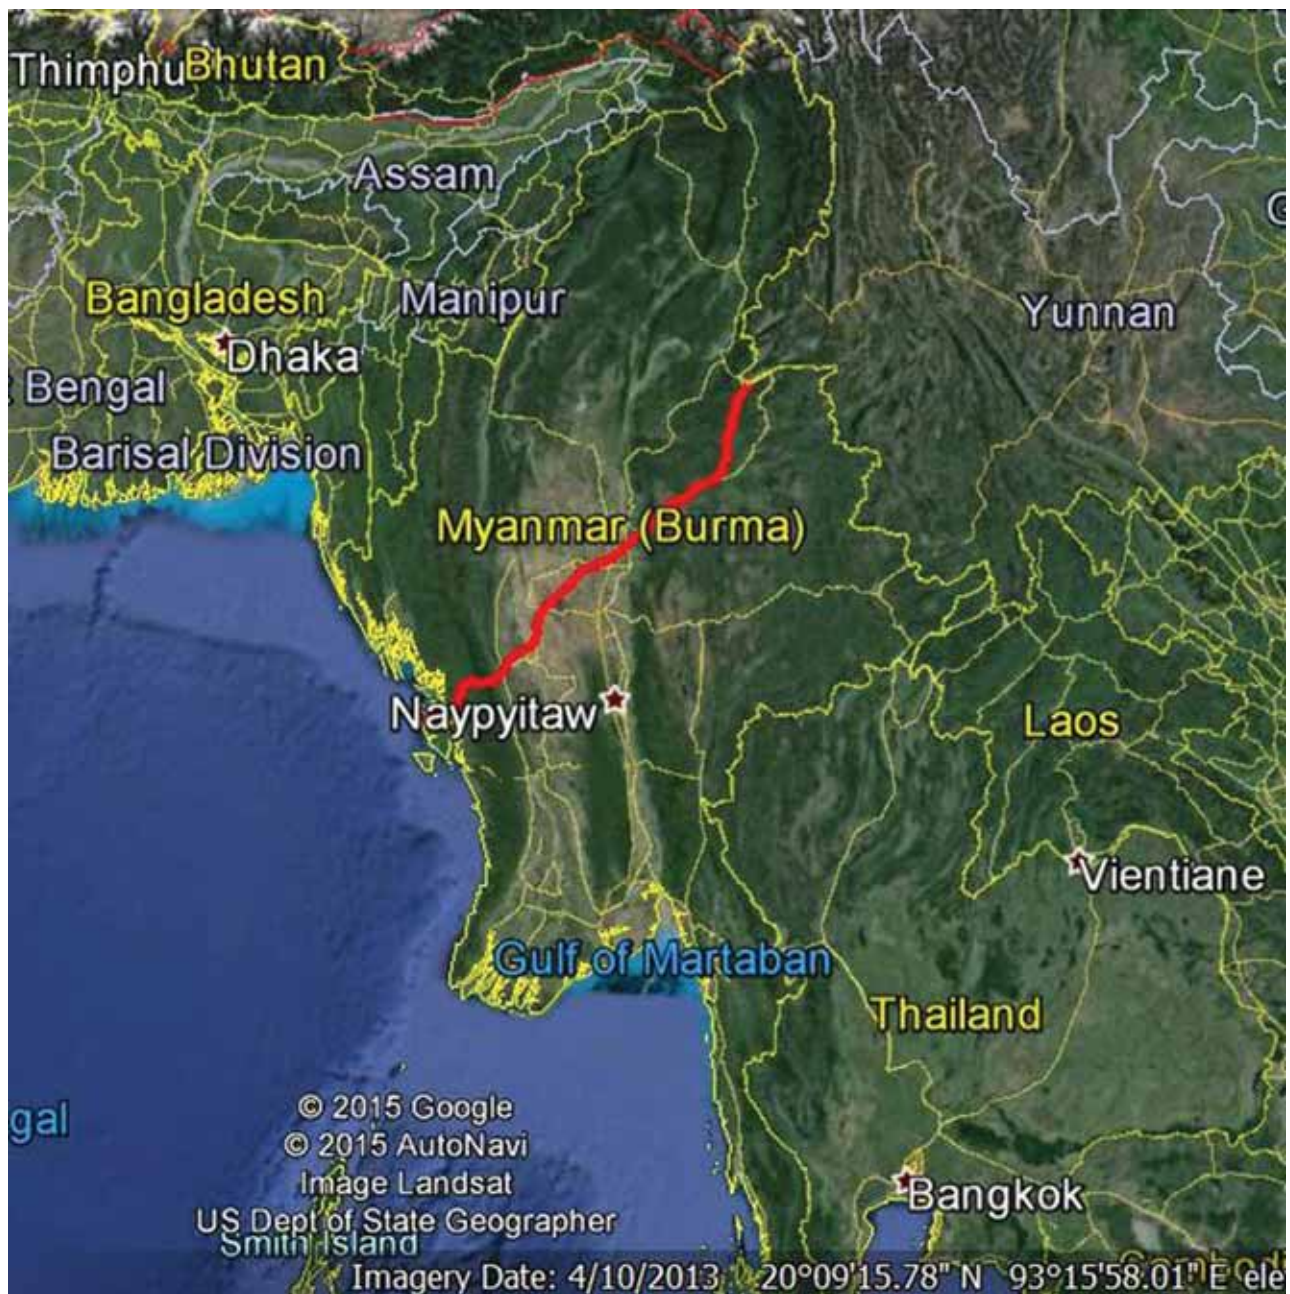 Thimphu Bhutan
Assam
G
Bangladesh
Manipur
Yunnan
Dhaka
Bengal
Barisal Division
Myanmar (Burma)
Naypyitaw
Laos
Vientiane
Gulf of Martaban
Thailand
© 2015 Google
gal
© 2015 AutoNavi
Image Landsat
Bangkok
US Dept of State Geographer
Smith Island
Imagery Date: 4/10/2013 20°09'15.78" N 93°15'58.01" E ele